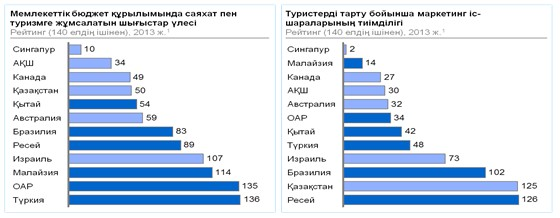 Мемлекеттік бюджет құрылымында саяхат пен
туризмге жұмсалатын шығыстар үлесі
Рейтинг (140 елдің ішінен), 2013 ж.¹
Сингапур 10
АҚШ 34
Канада 49
Қазақстан 50
Қытай 54
Австралия 59
Бразилия 83
Ресей 89
Израиль 107
Малайзия 114
ОАР 135
Түркия 136
Туристерді тарту бойынша маркетинг іс-
шараларының тиімділігі
Рейтинг (140 елдің ішінен), 2013 ж.¹
Сингапур 2
Малайзия 14
Канада 27
АҚШ 30
Австралия 32
ОАР 34
Қытай 42
Түркия 48
Израиль 73
Бразилия 102
Қазақстан 125
Ресей 126